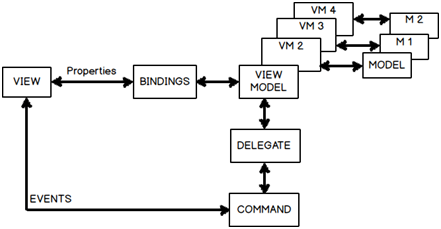 VM 4
VM 3
M 2
VM 2
M 1
VIEW
Properties
BINDINGS
VIEW
MODEL
MODEL
DELEGATE
EVENTS
COMMAND